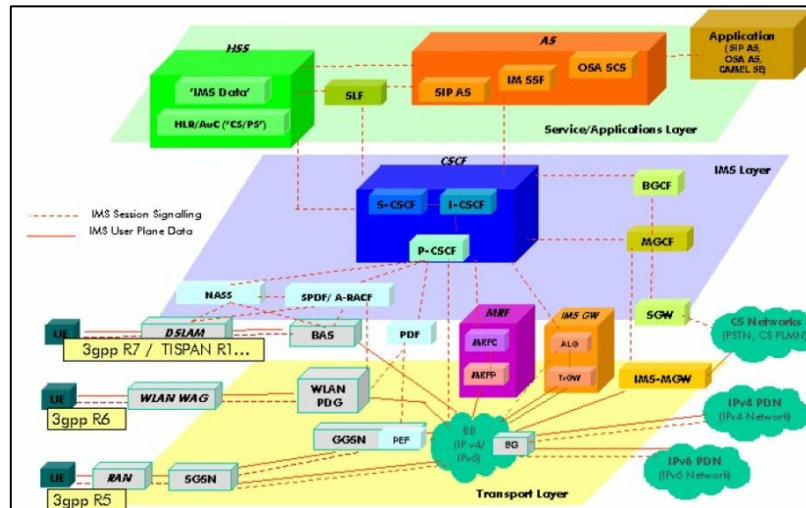 HSS
AS
Application
(SIP AS,
OSA AS,
CAMEL SE)
'IMS Data'
SLF
SIP AS
IM SSF
OSA SCS
HLR/AuC ('CS/PS')
Service/Applications Layer
CSCF
IMS Layer
S-CSCF
I-CSCF
BGCF
IMS Session Signalling
IMS User Plane Data
P-CSCF
MGCF
NASS
SPDF/ A-RACF
SGW
CS Networks
(PSTN, CS PLMN)
UE
DSLAM
BAS
PDF
MRF
IMS GW
3gpp R7 / TISPAN R1...
MRFC
ALG
MRFP
TrGW
IMS-MGW
UE
WLAN WAG
WLAN
PDG
3gpp R6
IPv4 PDN
(IPv4 Network)
GGSN
PEF
BB
(IPv4/
IPv6)
BG
IPv6 PDN
(IPv6 Network)
UE
RAN
SGSN
3gpp R5
Transport Layer